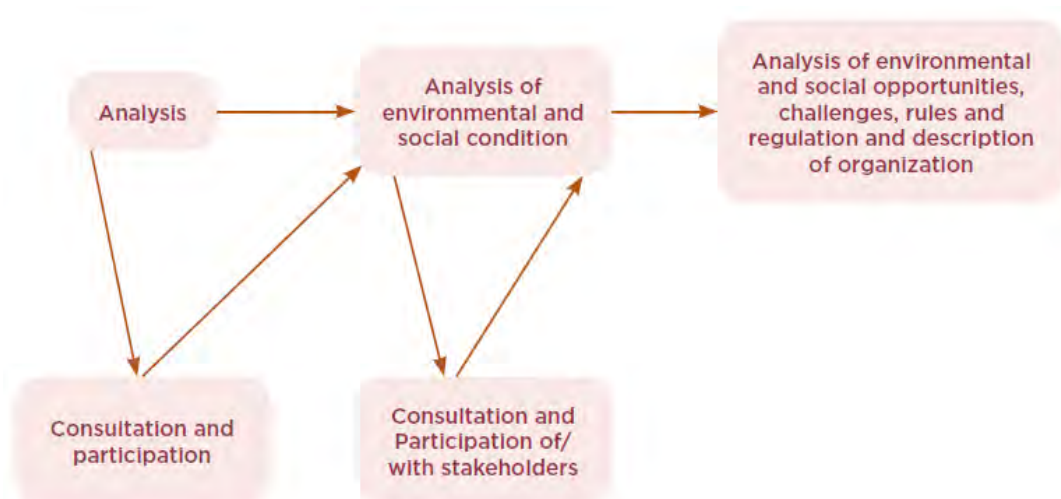 Analysis
Analysis of
environmental and
social condition
Analysis of environmental
and social opportunities,
challenges, rules and
regulation and description
of organization
Consultation and
participation
Consultation and
Participation of/
with stakeholders